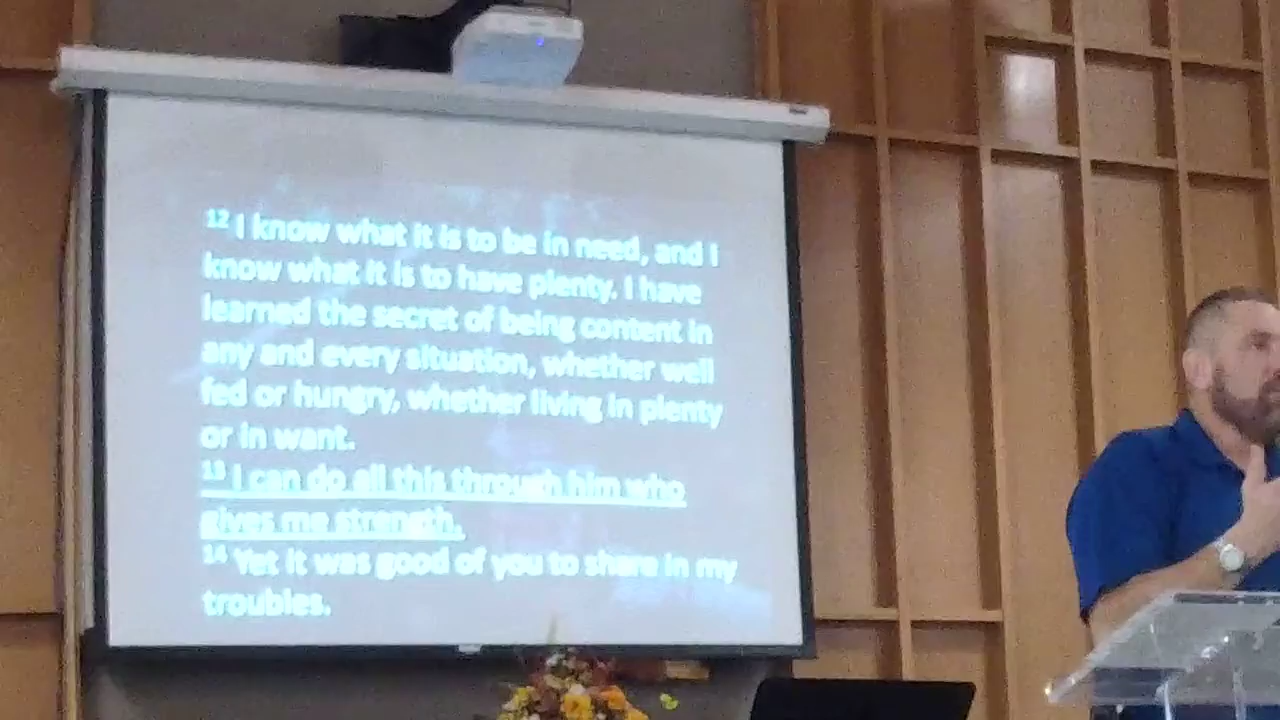 12 I know what it is to be in need, and I
know what it is to have plenty. I have
learned the secret of being content in
any and every situation, whether well
fed or hungry, whether living in plenty
or in want.
13 I can do all this through him who
gives me strength.
14 Yet it was good of you to share in my
troubles.